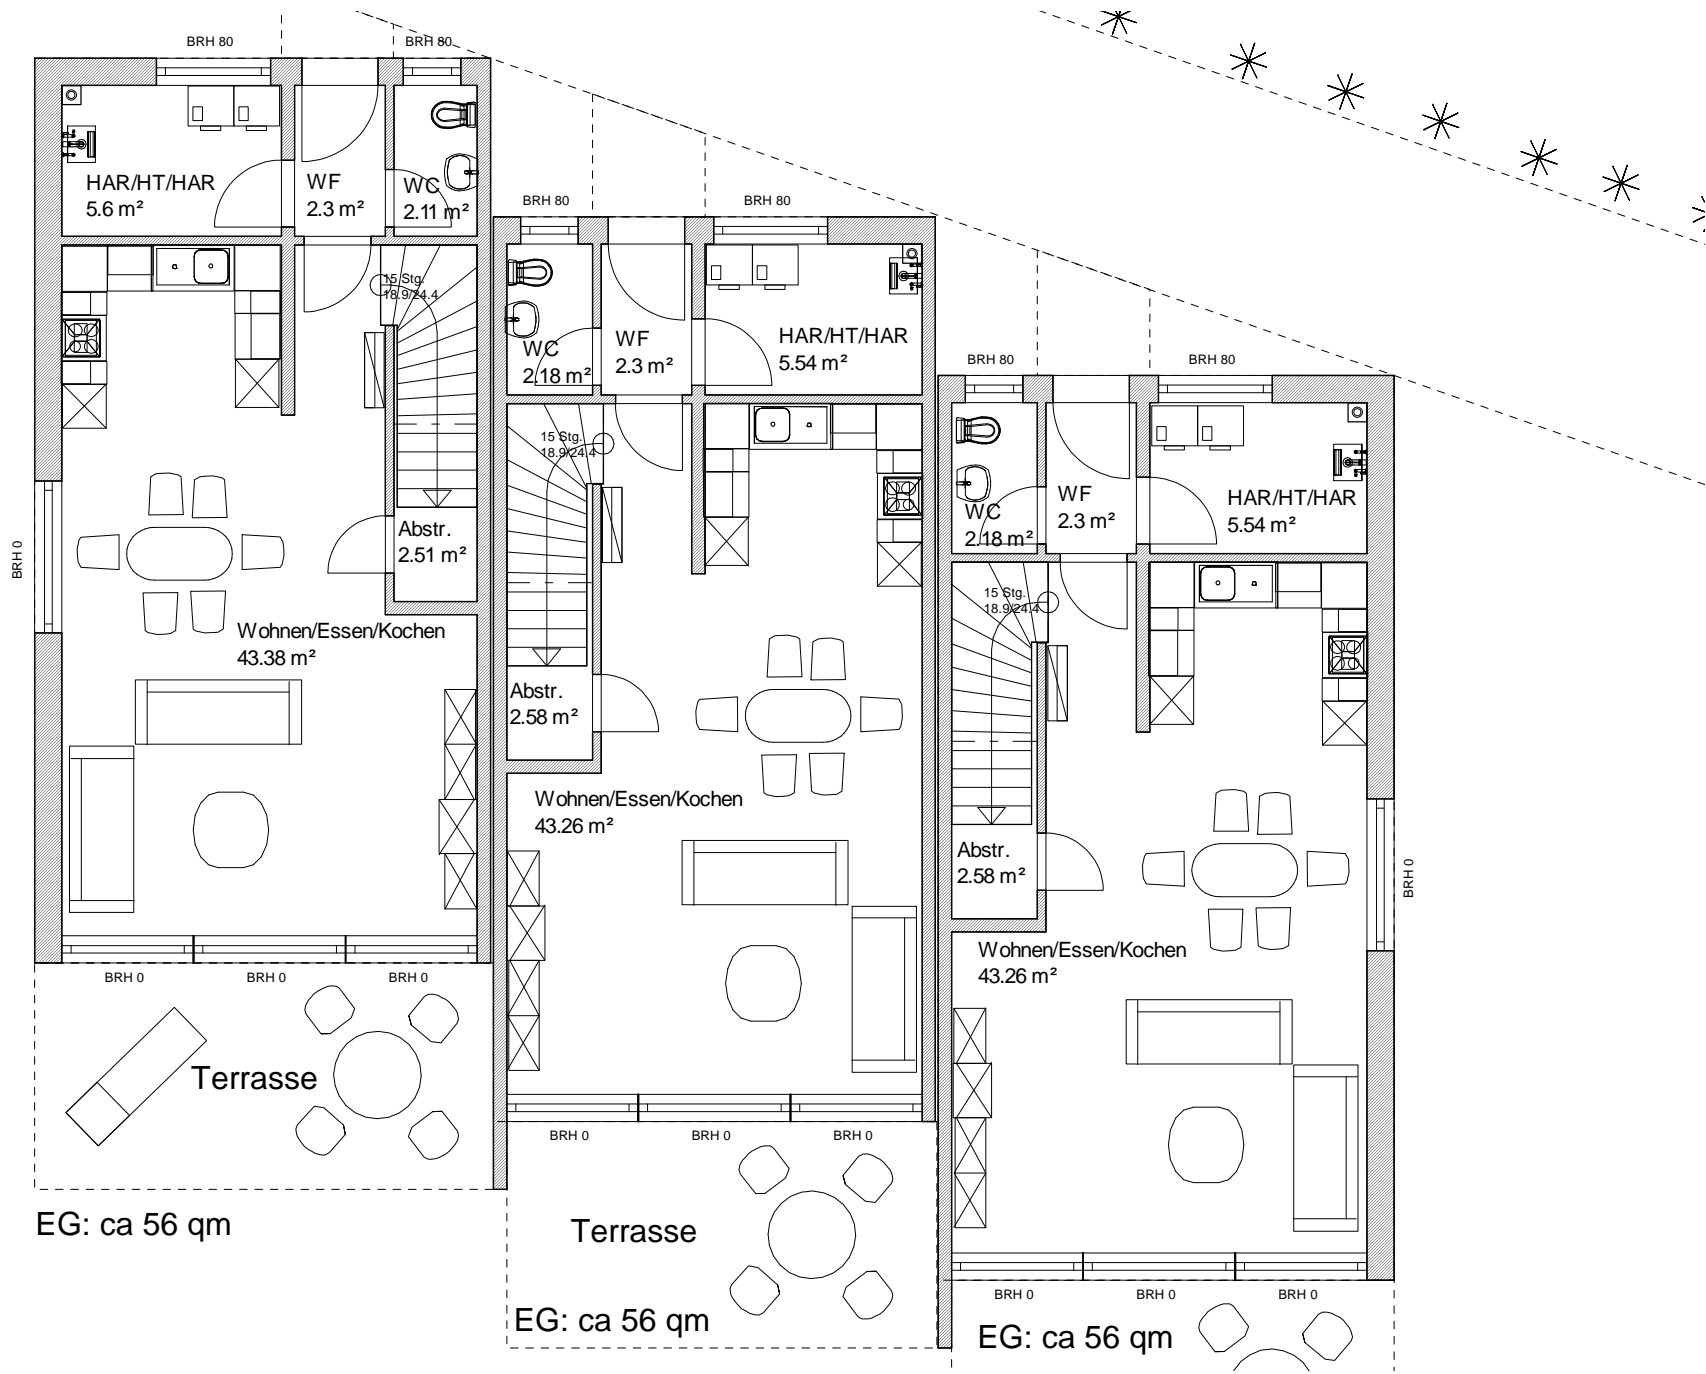 BRH 80
BRH 80
HAR/HT/HAR
5.6 m²
WF
2.3 m²
WC
2.11 m²
15 Stg.
18.9/24.4
Abstr.
2.51 m²
BRH 0
Wohnen/Essen/Kochen
43.38 m²
BRH 0
BRH 0
BRH 0
Terrasse
EG: ca 56 qm
BRH 80
BRH 80
WC
2.18 m²
WF
2.3 m²
HAR/HT/HAR
5.54 m²
15 Stg.
18.9/24.4
Abstr.
2.58 m²
Wohnen/Essen/Kochen
43.26 m²
BRH 0
BRH 0
BRH 0
Terrasse
EG: ca 56 qm
BRH 80
BRH 80
WC
2.18 m²
WF
2.3 m²
HAR/HT/HAR
5.54 m²
15 Stg.
18.9/24.4
Abstr.
2.58 m²
BRH 0
Wohnen/Essen/Kochen
43.26 m²
BRH 0
BRH 0
BRH 0
EG: ca 56 qm